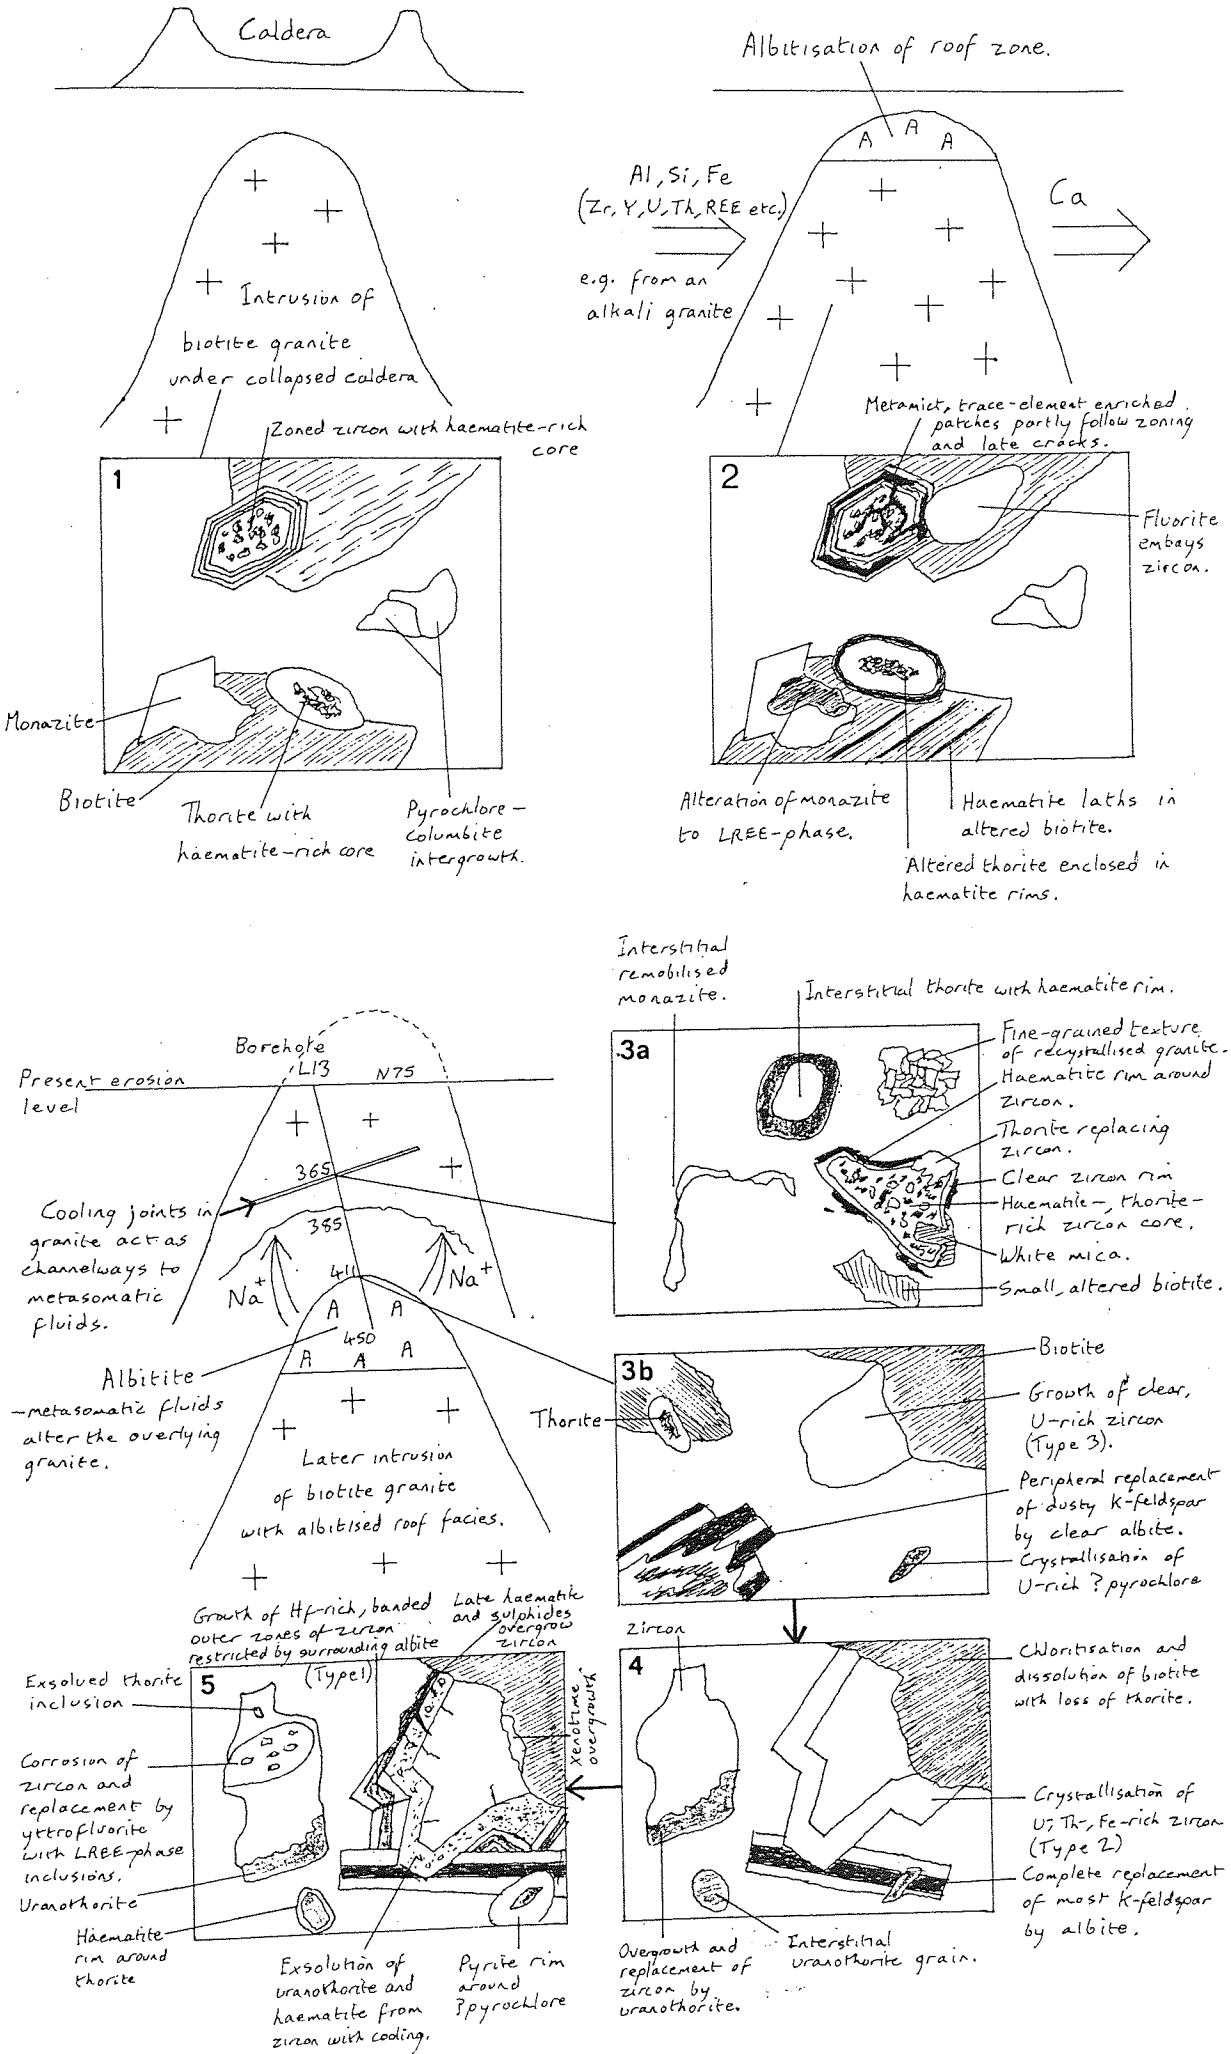 Caldera
Intrusion of
biotite granite
under collapsed caldera
Zoned zircon with haematite-rich
core
1
Monazite
Biotite
Thorite with
haematite-rich core
Pyrochlore-
columbite
intergrowth.
Albitisation of roof zone.
A
A
A
Al, Si, Fe
(Zr, Y, U, Th, REE etc.)
e.g. from an
alkali granite
Ca
Metamict, trace-element enriched
patches partly follow zoning
and late cracks.
2
Fluorite
embays
zircon.
Alteration of monazite
to LREE-phase.
Haematite laths in
altered biotite.
Altered thorite enclosed in
haematite rims.
Borehole
L13
N75
Present erosion
level
365
Cooling joints in
granite act as
channelways to
metasomatic
fluids.
385
Na+
Na+
411
A
A
450
A
A
A
Albitite
-metasomatic fluids
alter the overlying
granite.
Later intrusion
of biotite granite
with albitised roof facies.
Interstitial
remobilised
monazite.
Interstitial thorite with haematite rim.
3a
Fine-grained texture
of recystallised granite.
Haematite rim around
zircon.
Thorite replacing
zircon.
Clear zircon rim
Haematite-, thorite-
rich zircon core.
White mica.
Small, altered biotite.
3b
Thorite
Biotite
Growth of clear,
U-rich zircon
(Type 3).
Peripheral replacement
of dusty K-feldspar
by clear albite.
Crystallisation of
U-rich ? pyrochlore
Growth of Hf-rich, banded
outer zones of zircon
restricted by surrounding albite
(Type 1)
Late haematite
and sulphides
overgrow
zircon
5
Exsolved thorite
inclusion
Corrosion of
zircon and
replacement by
yttrofluorite
with LREE-phase
inclusions.
Uranothorite
Haematite
rim around
thorite
Exsolution of
uranothorite and
haematite from
zircon with cooling.
Pyrite rim
around
?pyrochlore
Xenotime
overgrowth
zircon
4
Chloritisation and
dissolution of biotite
with loss of thorite.
Crystallisation of
U-, Th-, Fe-rich zircon
(Type 2)
Complete replacement
of most K-feldspar
by albite.
Overgrowth and
replacement of
zircon by
uranothorite.
Interstitial
uranothorite grain.